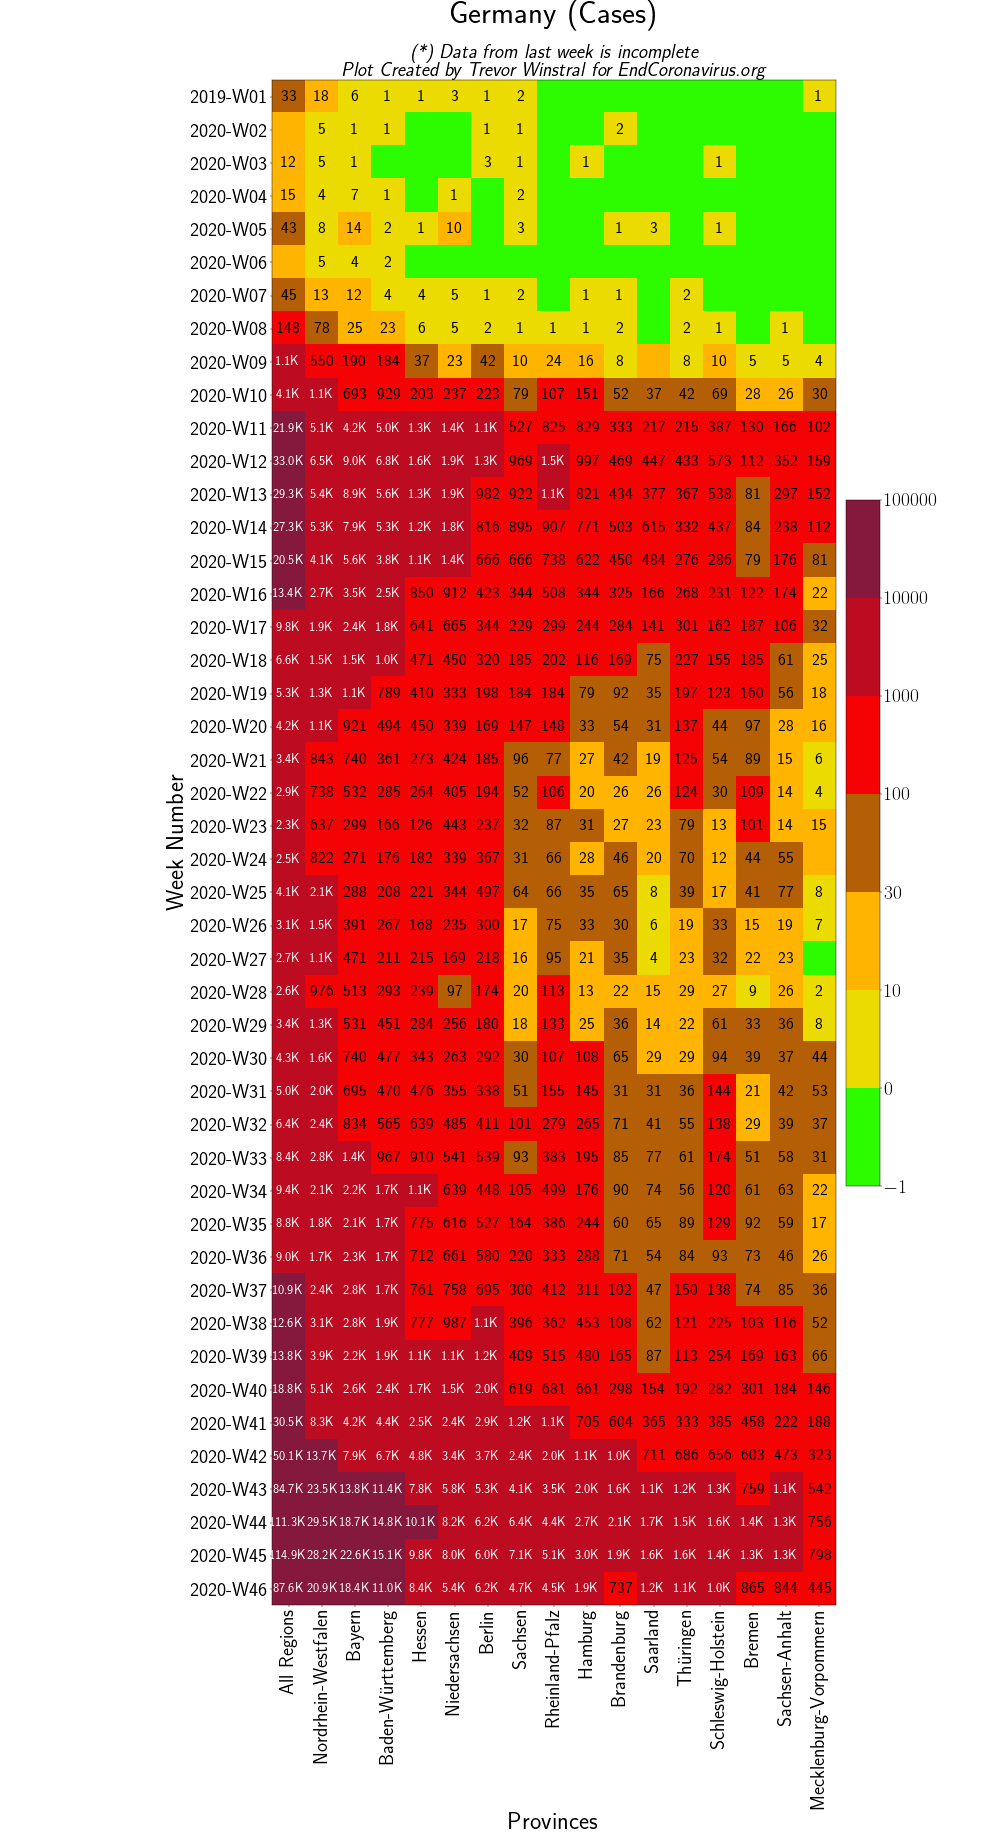 Germany (Cases)
(*) Data from last week is incomplete
Plot Created by Trevor Winstral for EndCoronavirus.org
2019-W01 33 18 6 1 1 3 1 2 1
2020-W02 5 1 1 1 1 2
2020-W03 12 5 1 3 1 1 1
2020-W04 15 4 7 1 1 2
2020-W05 43 8 14 2 1 10 3 1 3 1
2020-W06 5 4 2
2020-W07 45 13 12 4 4 5 1 2 1 1 2
2020-W08 148 78 25 23 6 5 2 1 1 1 2 2 1 1
2020-W09 1.1K 550 190 184 37 23 42 10 24 16 8 8 10 5 5 4
2020-W10 4.1K 1.1K 693 929 203 237 223 79 107 151 52 37 42 69 28 26 30
2020-W11 21.9K 5.1K 4.2K 5.0K 1.3K 1.4K 1.1K 527 825 829 333 217 215 387 130 166 102
2020-W12 33.0K 6.5K 9.0K 6.8K 1.6K 1.9K 1.3K 969 1.5K 997 469 447 433 573 112 352 159
2020-W13 29.3K 5.4K 8.9K 5.6K 1.3K 1.9K 982 922 1.1K 821 434 377 367 538 81 297 152
2020-W14 27.3K 5.3K 7.9K 5.3K 1.2K 1.8K 816 895 907 771 503 615 332 437 84 238 112
2020-W15 20.5K 4.1K 5.6K 3.8K 1.1K 1.4K 666 666 738 622 450 484 276 286 79 176 81
2020-W16 13.4K 2.7K 3.5K 2.5K 850 912 423 344 508 344 325 166 268 231 122 174 22
2020-W17 9.8K 1.9K 2.4K 1.8K 641 665 344 229 299 244 284 141 301 162 187 106 32
2020-W18 6.6K 1.5K 1.5K 1.0K 471 450 320 185 202 116 169 75 227 155 185 61 25
2020-W19 5.3K 1.3K 1.1K 789 410 333 198 184 184 79 92 35 197 123 160 56 18
2020-W20 4.2K 1.1K 921 494 450 339 169 147 148 33 54 31 137 44 97 28 16
2020-W21 3.4K 843 740 361 273 424 185 96 77 27 42 19 125 54 89 15 6
2020-W22 2.9K 738 532 285 264 405 194 52 106 20 26 26 124 30 109 14 4
2020-W23 2.3K 637 299 166 126 443 237 32 87 31 27 23 79 13 101 14 15
2020-W24 2.5K 822 271 176 182 339 367 31 66 28 46 20 70 12 44 55
2020-W25 4.1K 2.1K 288 208 221 344 497 64 66 35 65 8 39 17 41 77 8
2020-W26 3.1K 1.5K 391 267 168 235 300 17 75 33 30 6 19 33 15 19 7
2020-W27 2.7K 1.1K 471 211 215 169 218 16 95 21 35 4 23 32 22 23
2020-W28 2.6K 976 513 293 239 97 174 20 113 13 22 15 29 27 9 26 2
2020-W29 3.4K 1.3K 531 451 284 256 180 18 133 25 36 14 22 61 33 36 8
2020-W30 4.3K 1.6K 740 477 343 263 292 30 107 108 65 29 29 94 39 37 44
2020-W31 5.0K 2.0K 695 470 476 355 338 51 155 145 31 31 36 144 21 42 53
2020-W32 6.4K 2.4K 834 565 639 485 411 101 279 265 71 41 55 138 29 39 37
2020-W33 8.4K 2.8K 1.4K 967 910 541 539 93 383 195 85 77 61 174 51 58 31
2020-W34 9.4K 2.1K 2.2K 1.7K 1.1K 639 448 105 499 176 90 74 56 120 61 63 22
2020-W35 8.8K 1.8K 2.1K 1.7K 775 616 527 164 386 244 60 65 89 129 92 59 17
2020-W36 9.0K 1.7K 2.3K 1.7K 712 661 580 220 333 288 71 54 84 93 73 46 26
2020-W37 10.9K 2.4K 2.8K 1.7K 761 758 695 300 412 311 102 47 150 138 74 85 36
2020-W38 12.6K 3.1K 2.8K 1.9K 777 987 1.1K 396 362 453 108 62 121 225 103 116 52
2020-W39 13.8K 3.9K 2.2K 1.9K 1.1K 1.1K 1.2K 409 515 480 165 87 113 254 169 163 66
2020-W40 18.8K 5.1K 2.6K 2.4K 1.7K 1.5K 2.0K 619 681 661 298 154 192 282 301 184 146
2020-W41 30.5K 8.3K 4.2K 4.4K 2.5K 2.4K 2.9K 1.2K 1.1K 705 604 365 333 385 458 222 188
2020-W42 50.1K 13.7K 7.9K 6.7K 4.8K 3.4K 3.7K 2.4K 2.0K 1.1K 1.0K 711 686 656 603 473 323
2020-W43 84.7K 23.5K 13.8K 11.4K 7.8K 5.8K 5.3K 4.1K 3.5K 2.0K 1.6K 1.1K 1.2K 1.3K 759 1.1K 542
2020-W44 111.3K 29.5K 18.7K 14.8K 10.1K 8.2K 6.2K 6.4K 4.4K 2.7K 2.1K 1.7K 1.5K 1.6K 1.4K 1.3K 756
2020-W45 114.9K 28.2K 22.6K 15.1K 9.8K 8.0K 6.0K 7.1K 5.1K 3.0K 1.9K 1.6K 1.6K 1.4K 1.3K 1.3K 798
2020-W46 87.6K 20.9K 18.4K 11.0K 8.4K 5.4K 6.2K 4.7K 4.5K 1.9K 737 1.2K 1.1K 1.0K 865 844 445
Week Number
100000
10000
1000
100
30
10
0
−1
All Regions
Nordrhein-Westfalen
Bayern
Baden-Württemberg
Hessen
Niedersachsen
Berlin
Sachsen
Rheinland-Pfalz
Hamburg
Brandenburg
Saarland
Thüringen
Schleswig-Holstein
Bremen
Sachsen-Anhalt
Mecklenburg-Vorpommern
Provinces